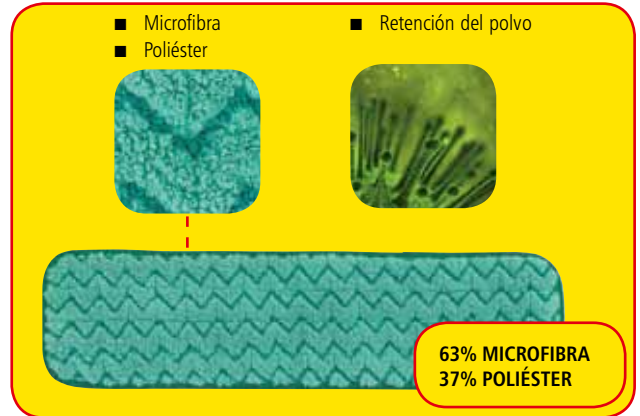 ■ Microfibra
■ Poliéster
■ Retención del polvo
63% MICROFIBRA
37% POLIÉSTER